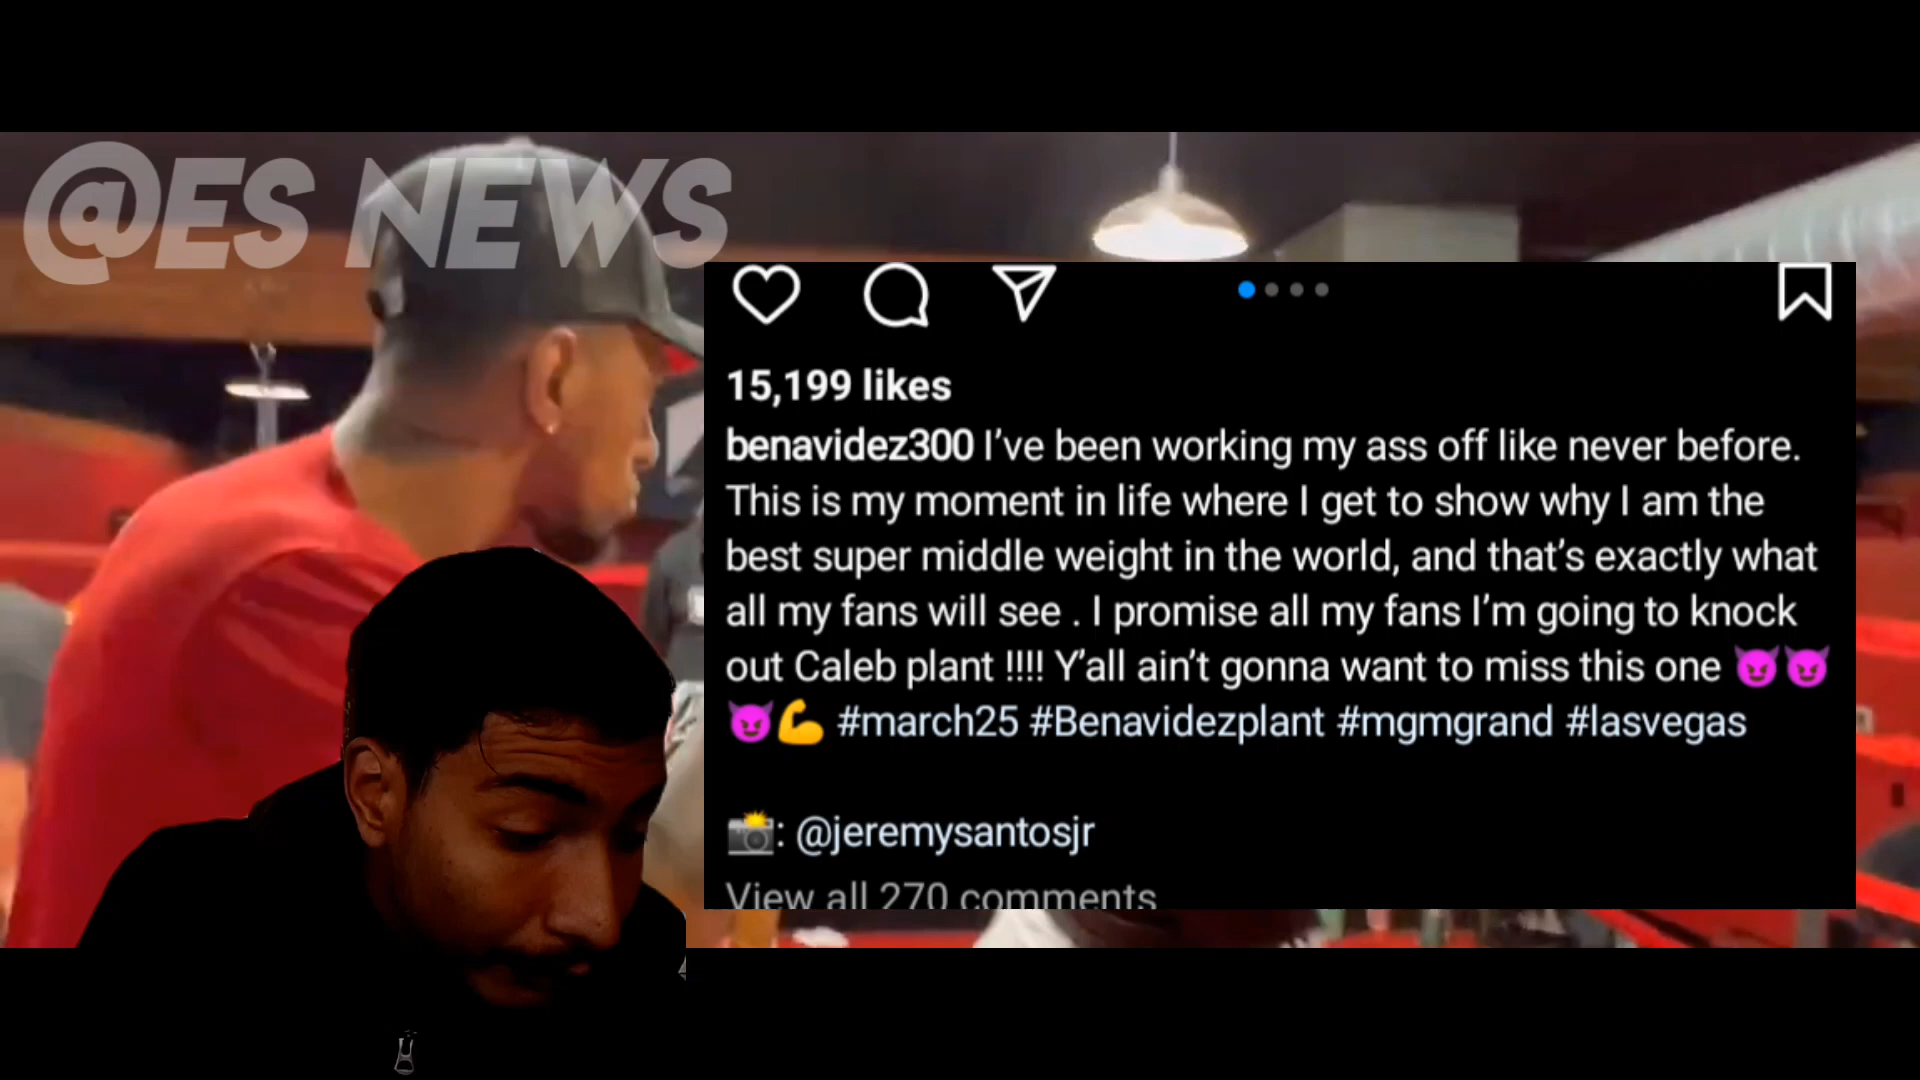 @ES NEWS
15,199 likes
benavidez300 I've been working my ass off like never before.
This is my moment in life where I get to show why I am the
best super middle weight in the world, and that's exactly what
all my fans will see . I promise all my fans I'm going to knock
out Caleb plant !!!! Y'all ain't gonna want to miss this one 😈😈
😈💪 #march25 #Benavidezplant #mgmgrand #lasvegas
📸: @jeremysantosjr
View all 270 comments